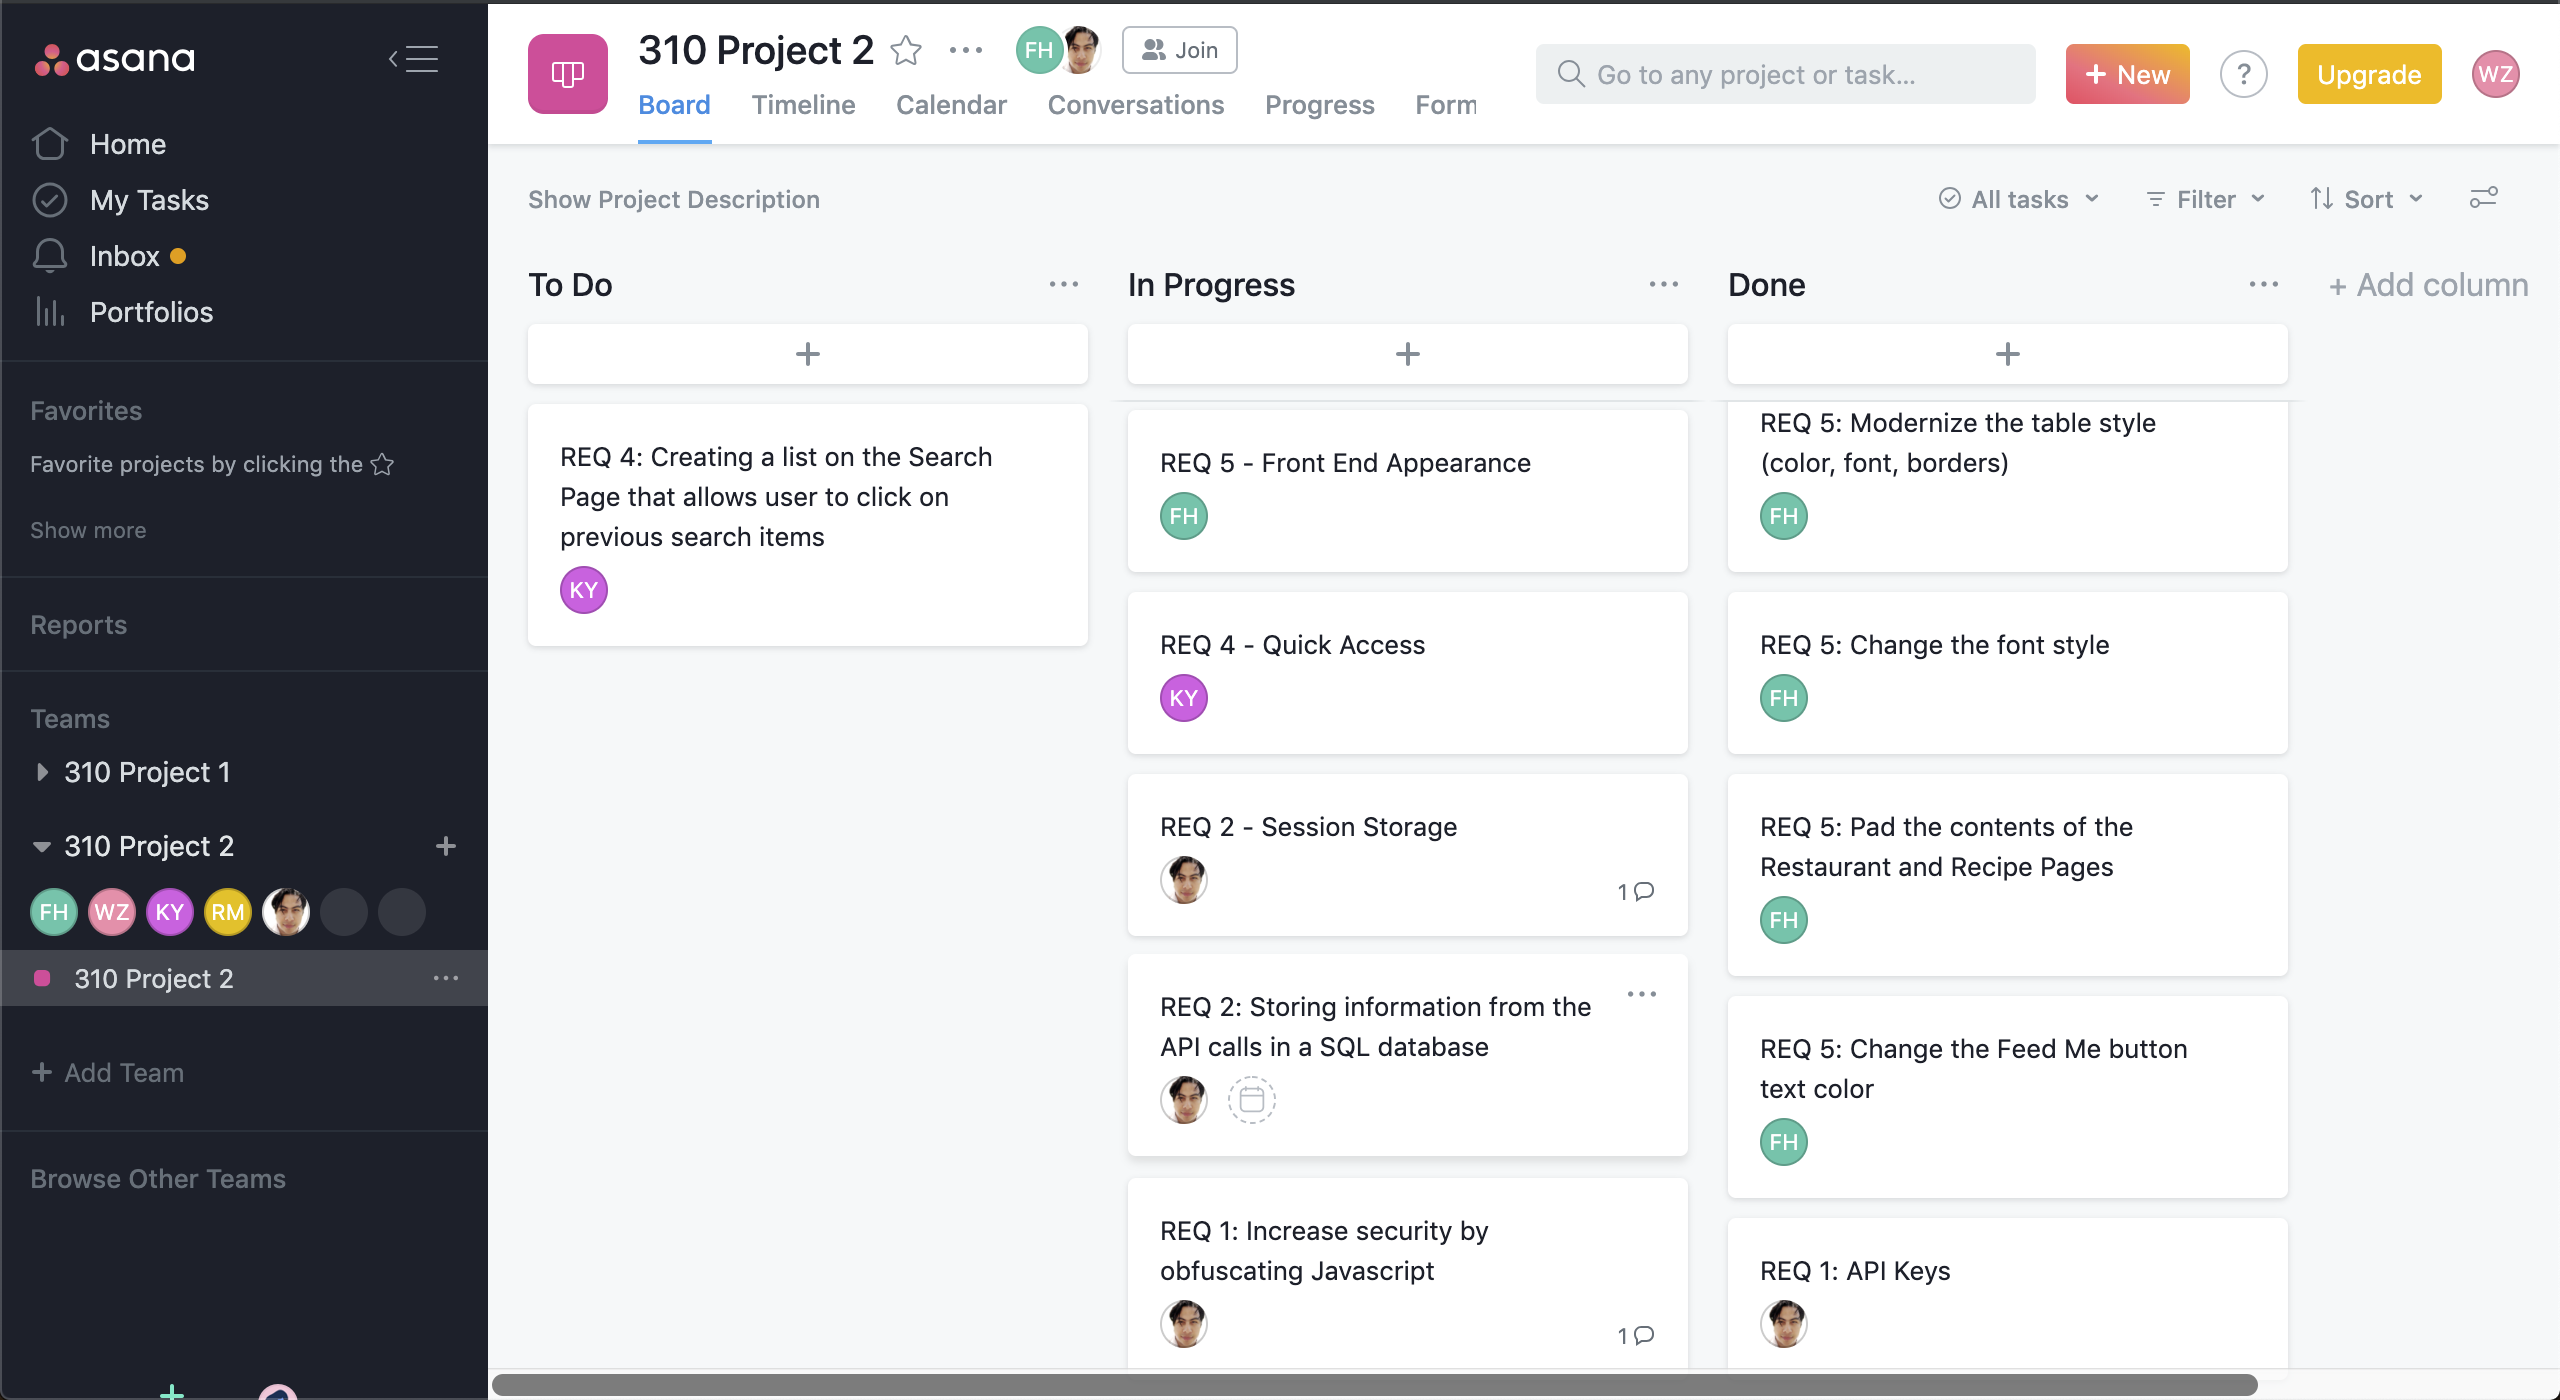 asana
Home
My Tasks
Inbox
Portfolios
Favorites
Favorite projects by clicking the
Show more
Reports
Teams
310 Project 1
310 Project 2
FH WZ KY RM
310 Project 2
+ Add Team
Browse Other Teams
310 Project 2
FH
Join
Board Timeline Calendar Conversations Progress Form
Go to any project or task...
+ New
?
Upgrade
WZ
Show Project Description
All tasks
Filter
Sort
To Do
REQ 4: Creating a list on the Search
Page that allows user to click on
previous search items
KY
In Progress
REQ 5 - Front End Appearance
FH
REQ 4 - Quick Access
KY
REQ 2 - Session Storage
1
REQ 2: Storing information from the
API calls in a SQL database
REQ 1: Increase security by
obfuscating Javascript
1
Done
REQ 5: Modernize the table style
(color, font, borders)
FH
REQ 5: Change the font style
FH
REQ 5: Pad the contents of the
Restaurant and Recipe Pages
FH
REQ 5: Change the Feed Me button
text color
FH
REQ 1: API Keys
+ Add column